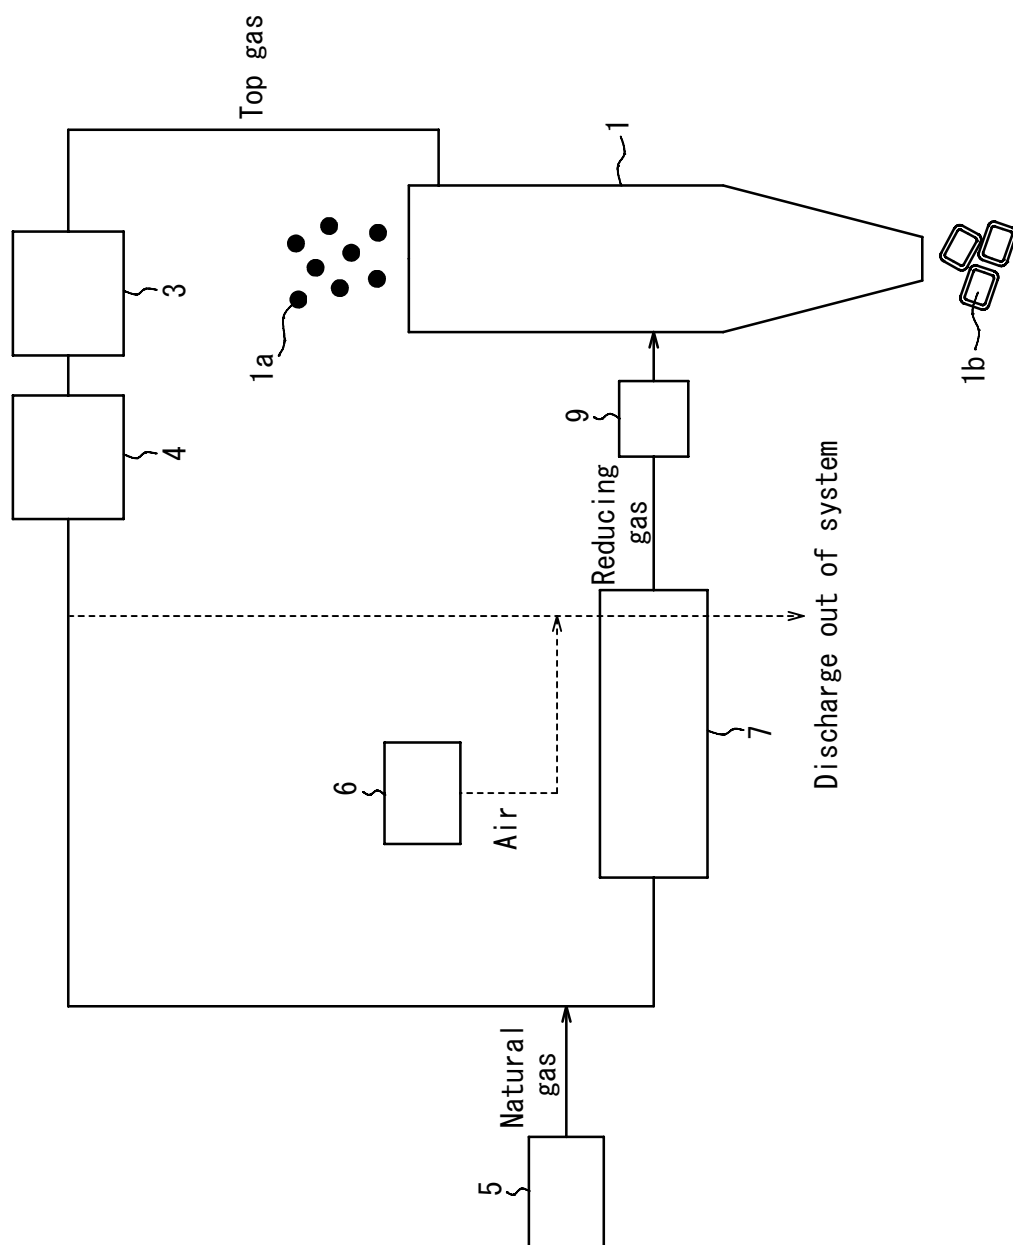 Top gas
3
4
1a
1
1b
9
Reducing
gas
6
Air
7
Discharge out of system
Natural
gas
5